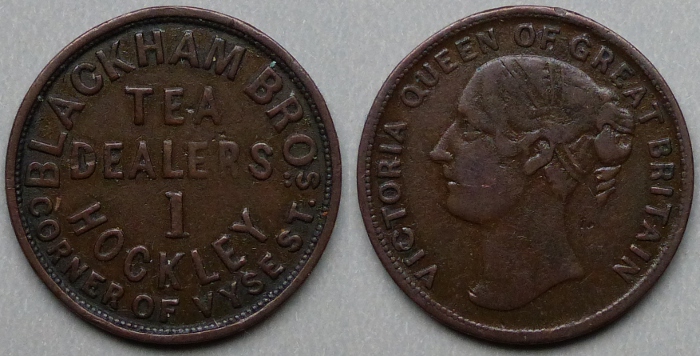 BLACKHAM BROS.
TEA
DEALERS
1
HOCKLEY
CORNER OF VYSE ST.
VICTORIA QUEEN OF GREAT BRITAIN